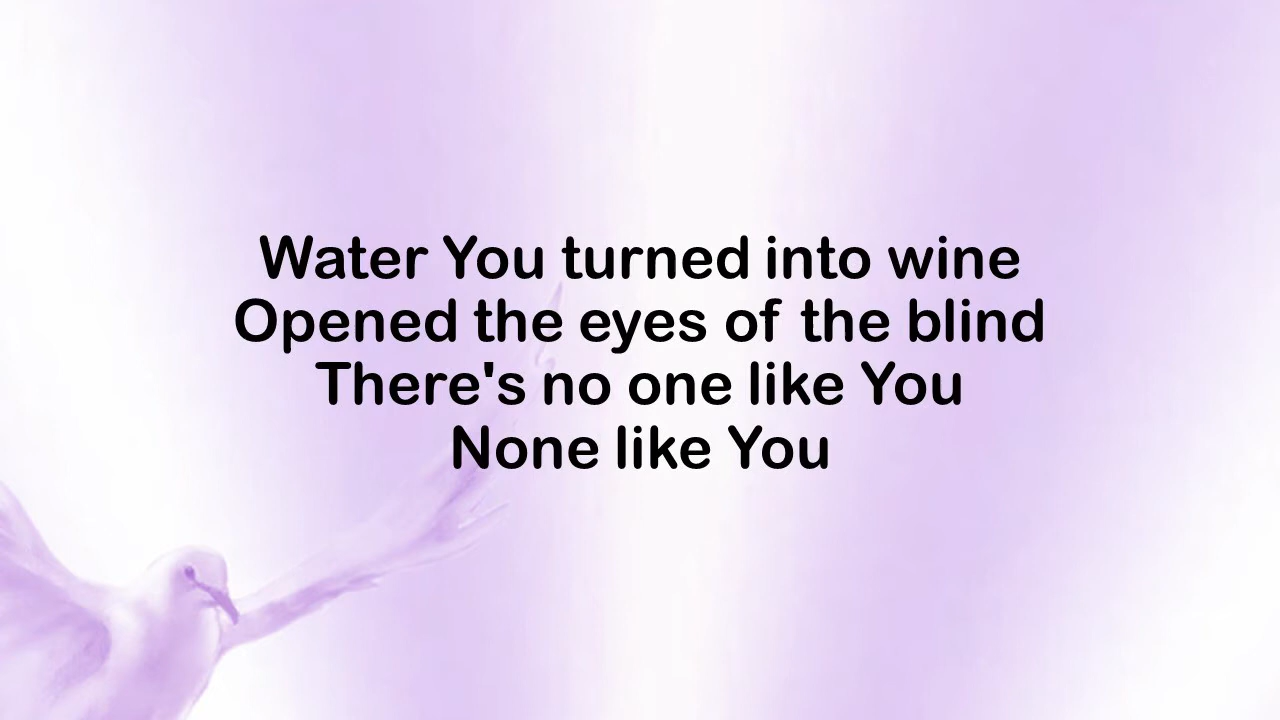 Water You turned into wine
Opened the eyes of the blind
There's no one like You
None like You